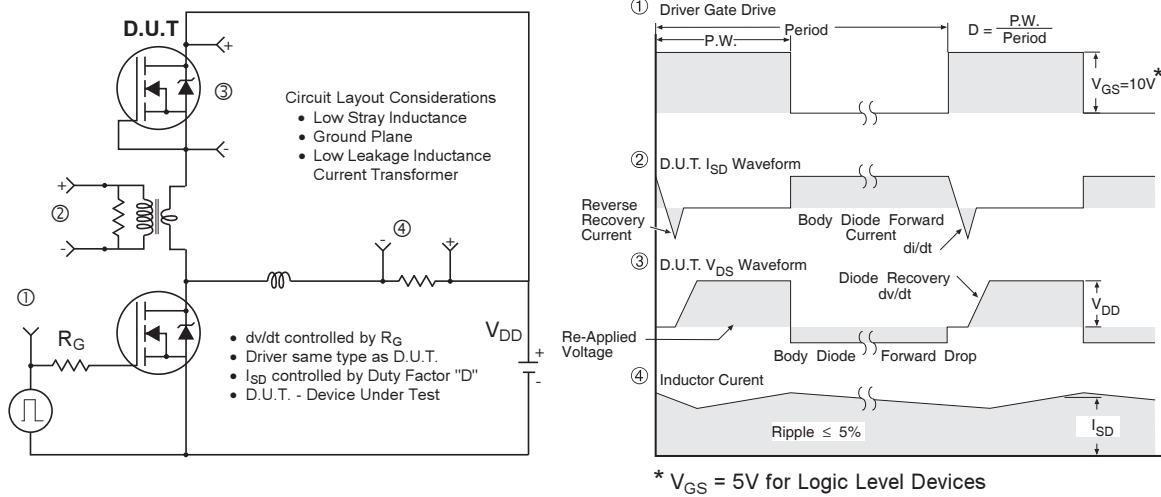 D.U.T
+
③
-
Circuit Layout Considerations
• Low Stray Inductance
• Ground Plane
• Low Leakage Inductance
Current Transformer
+
②
-
④
-
+
①
R_G
V_DD
+
-
• dv/dt controlled by R_G
• Driver same type as D.U.T.
• I_SD controlled by Duty Factor "D"
• D.U.T. - Device Under Test
① Driver Gate Drive
Period
P.W.
D = P.W.
Period
V_GS=10V*
② D.U.T. I_SD Waveform
Reverse
Recovery
Current
Body Diode Forward
Current
di/dt
③ D.U.T. V_DS Waveform
Diode Recovery
dv/dt
V_DD
Re-Applied
Voltage
Body Diode Forward Drop
④ Inductor Curent
Ripple ≤ 5%
I_SD
* V_GS = 5V for Logic Level Devices